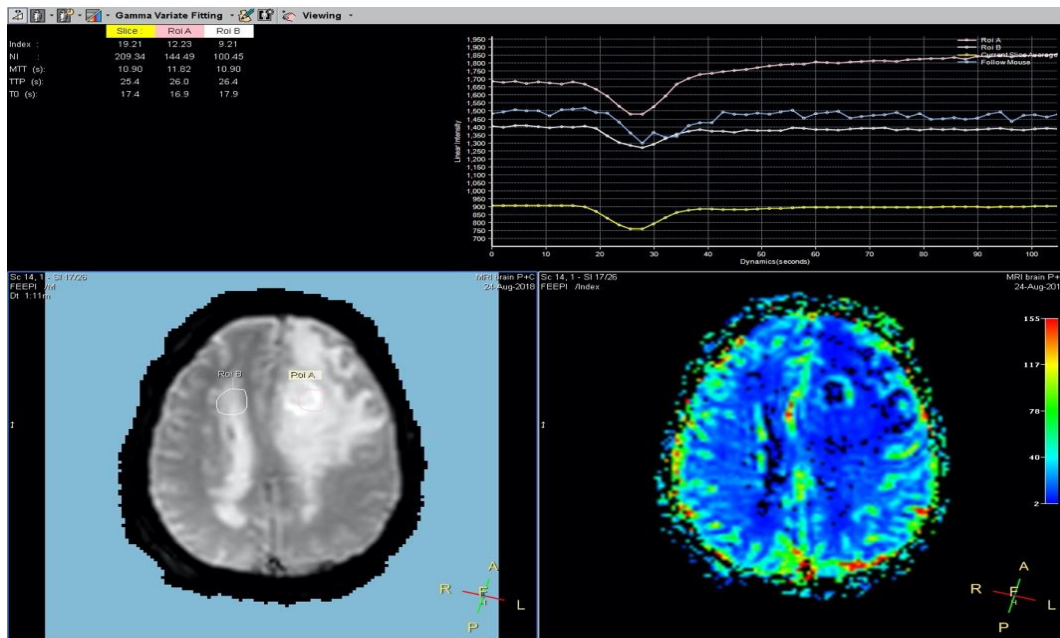 Gamma Variate Fitting Viewing
Slice : Roi A Roi B
Index : 19.21 12.23 9.21
NI : 209.34 144.49 100.45
MTT (s): 10.90 11.82 10.90
TTP (s): 25.4 26.0 26.4
T0 (s): 17.4 16.9 17.9
Roi A
Roi B
Current Slice Average
Follow Mouse
Linear Intensity
1,950
1,900
1,850
1,800
1,750
1,700
1,650
1,600
1,550
1,500
1,450
1,400
1,350
1,300
1,250
1,200
1,150
1,100
1,050
1,000
950
900
850
800
750
700
0 10 20 30 40 50 60 70 80 90 100
Dynamics(seconds)
Sc 14, 1 - SI 17/26
FEEPI /M
Dt 1:11m
MRI brain P+C
24-Aug-2018
Roi B
Roi A
A
R F L
H
P
Sc 14, 1 - SI 17/26
FEEPI /Index
MRI brain P+
24-Aug-201
155
117
78
40
2
A
R F L
H
P